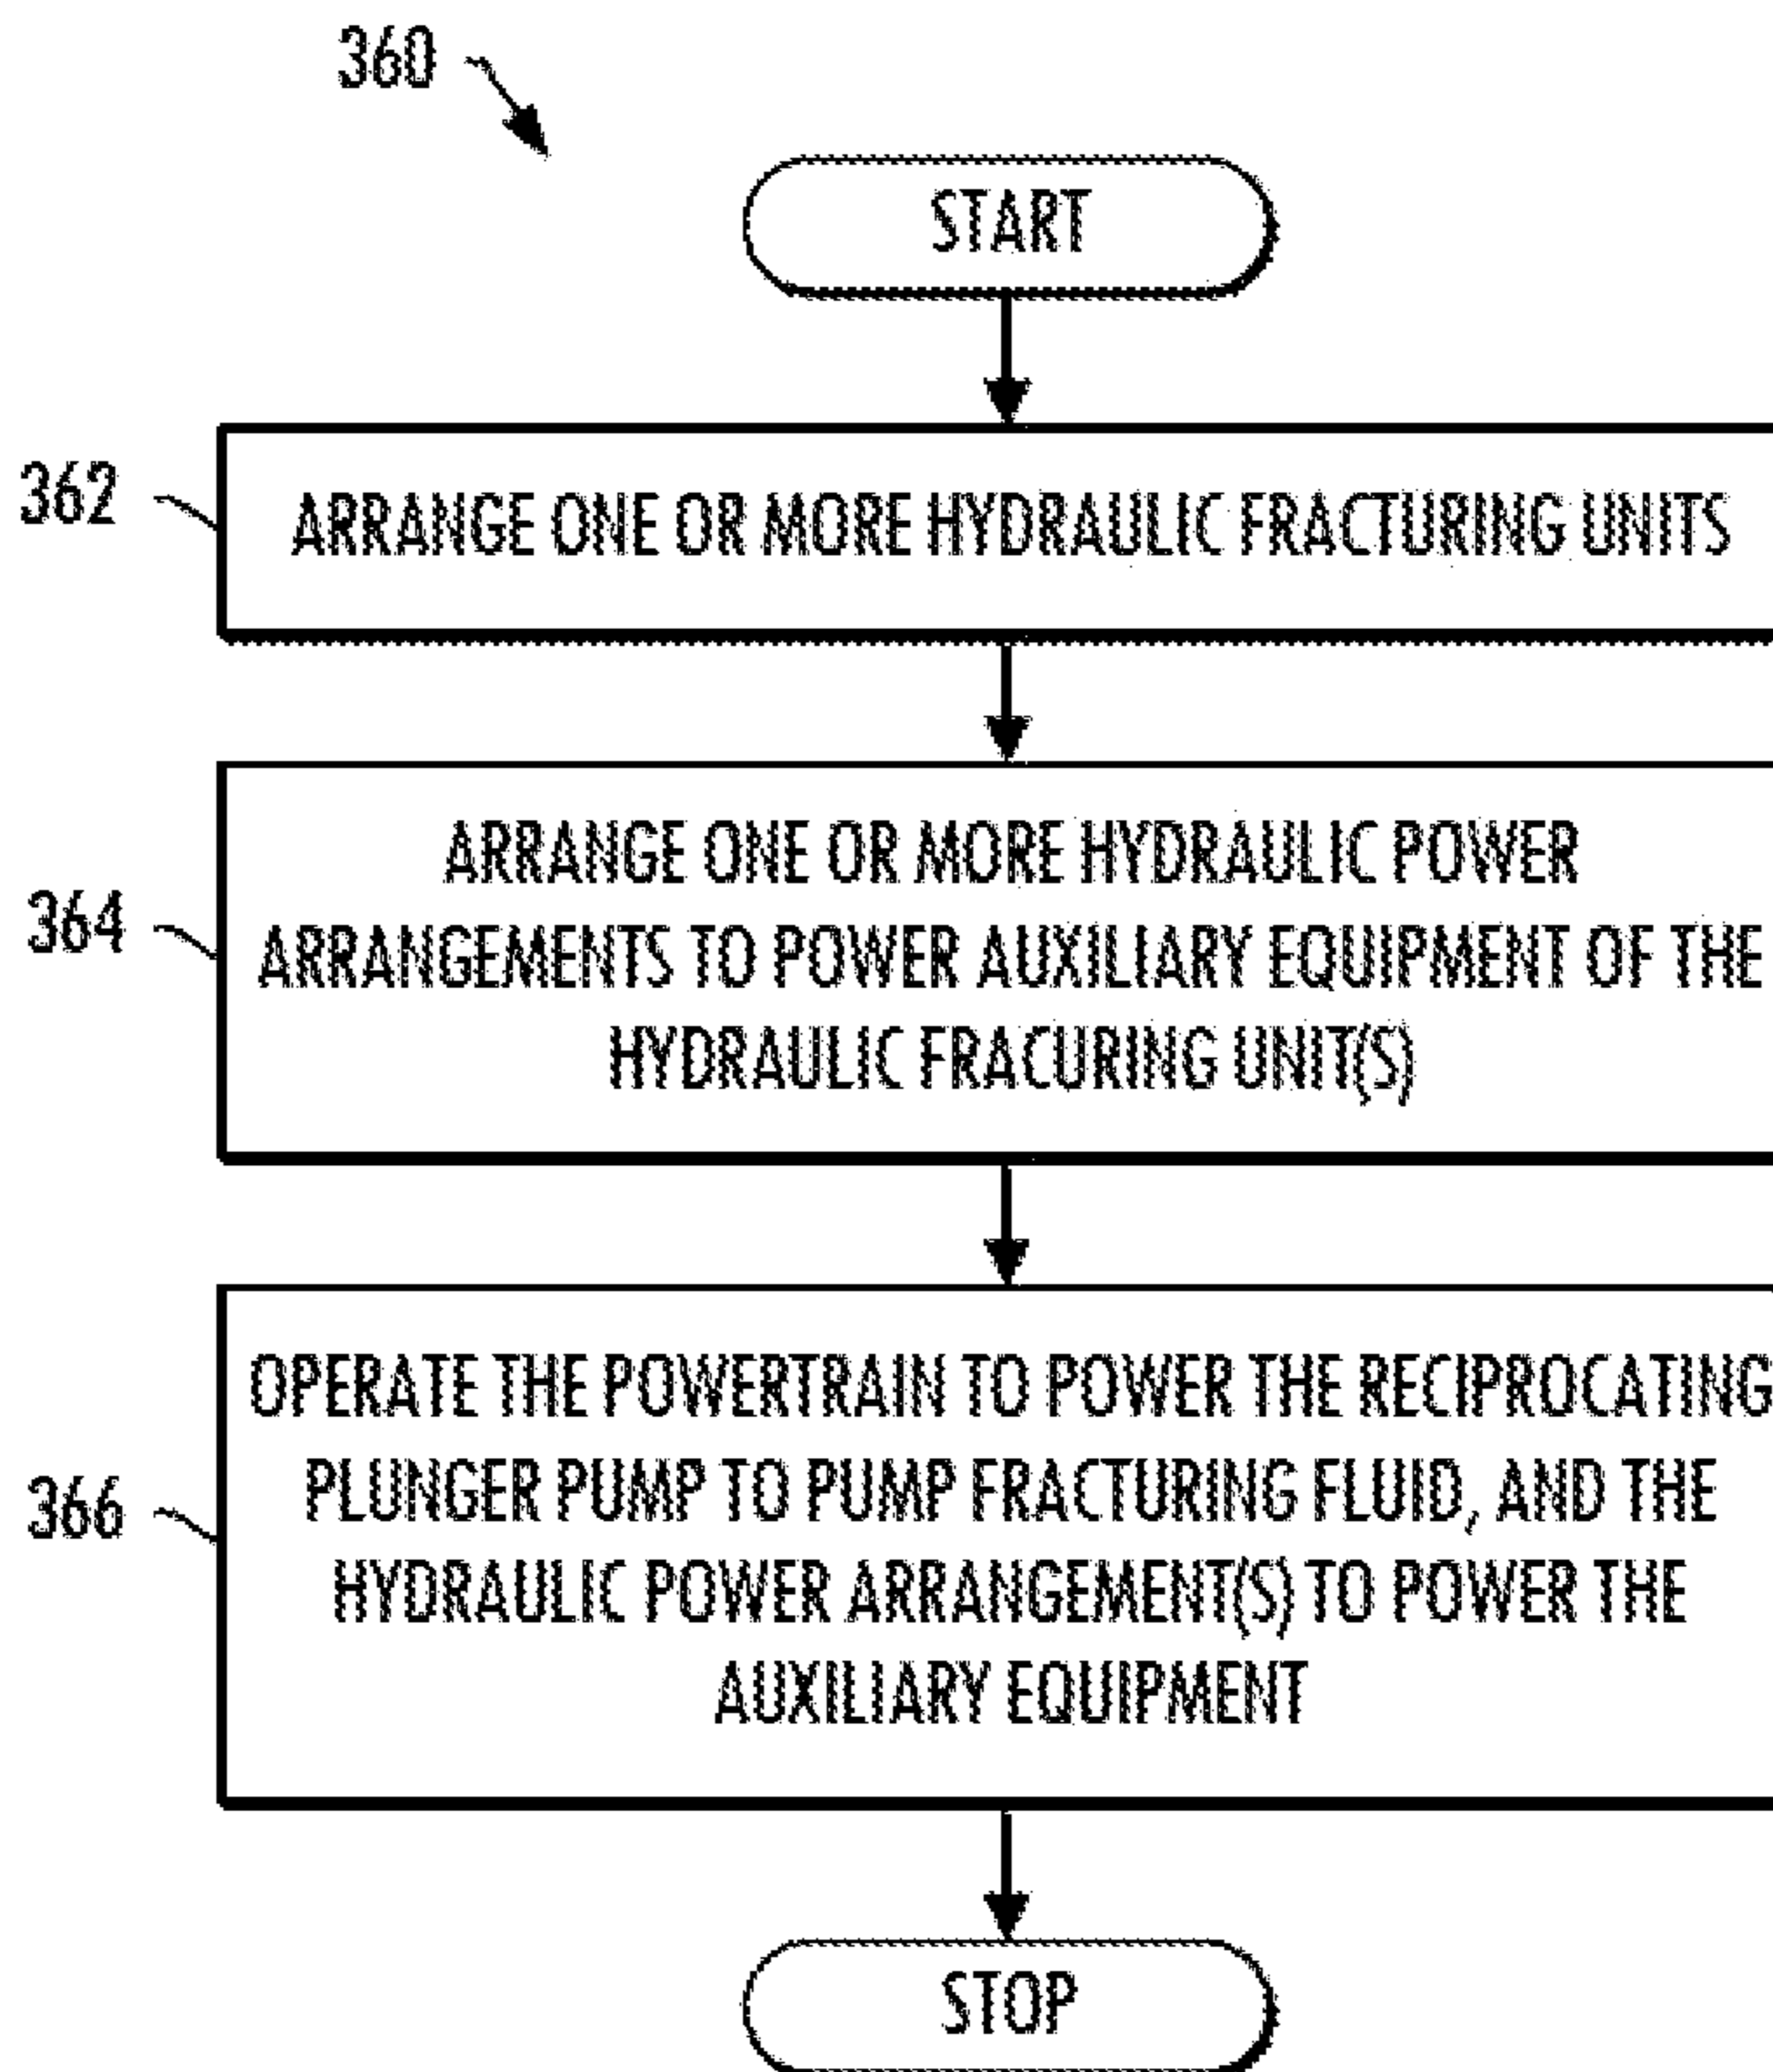 360
START
362
ARRANGE ONE OR MORE HYDRAULIC FRACTURING UNITS
364
ARRANGE ONE OR MORE HYDRAULIC POWER
ARRANGEMENTS TO POWER AUXILIARY EQUIPMENT OF THE
HYDRAULIC FRACURING UNIT(S)
366
OPERATE THE POWERTRAIN TO POWER THE RECIPROCATING
PLUNGER PUMP TO PUMP FRACTURING FLUID, AND THE
HYDRAULIC POWER ARRANGEMENT(S) TO POWER THE
AUXILIARY EQUIPMENT
STOP